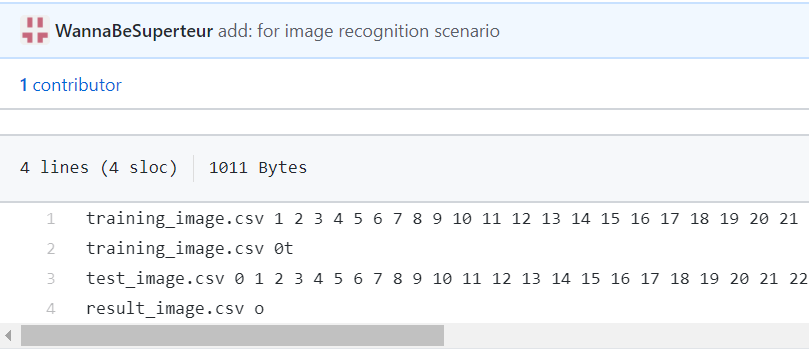 WannaBeSuperteur add: for image recognition scenario
1 contributor
4 lines (4 sloc) 1011 Bytes
1 training_image.csv 1 2 3 4 5 6 7 8 9 10 11 12 13 14 15 16 17 18 19 20 21
2 training_image.csv 0t
3 test_image.csv 0 1 2 3 4 5 6 7 8 9 10 11 12 13 14 15 16 17 18 19 20 21 22
4 result_image.csv o